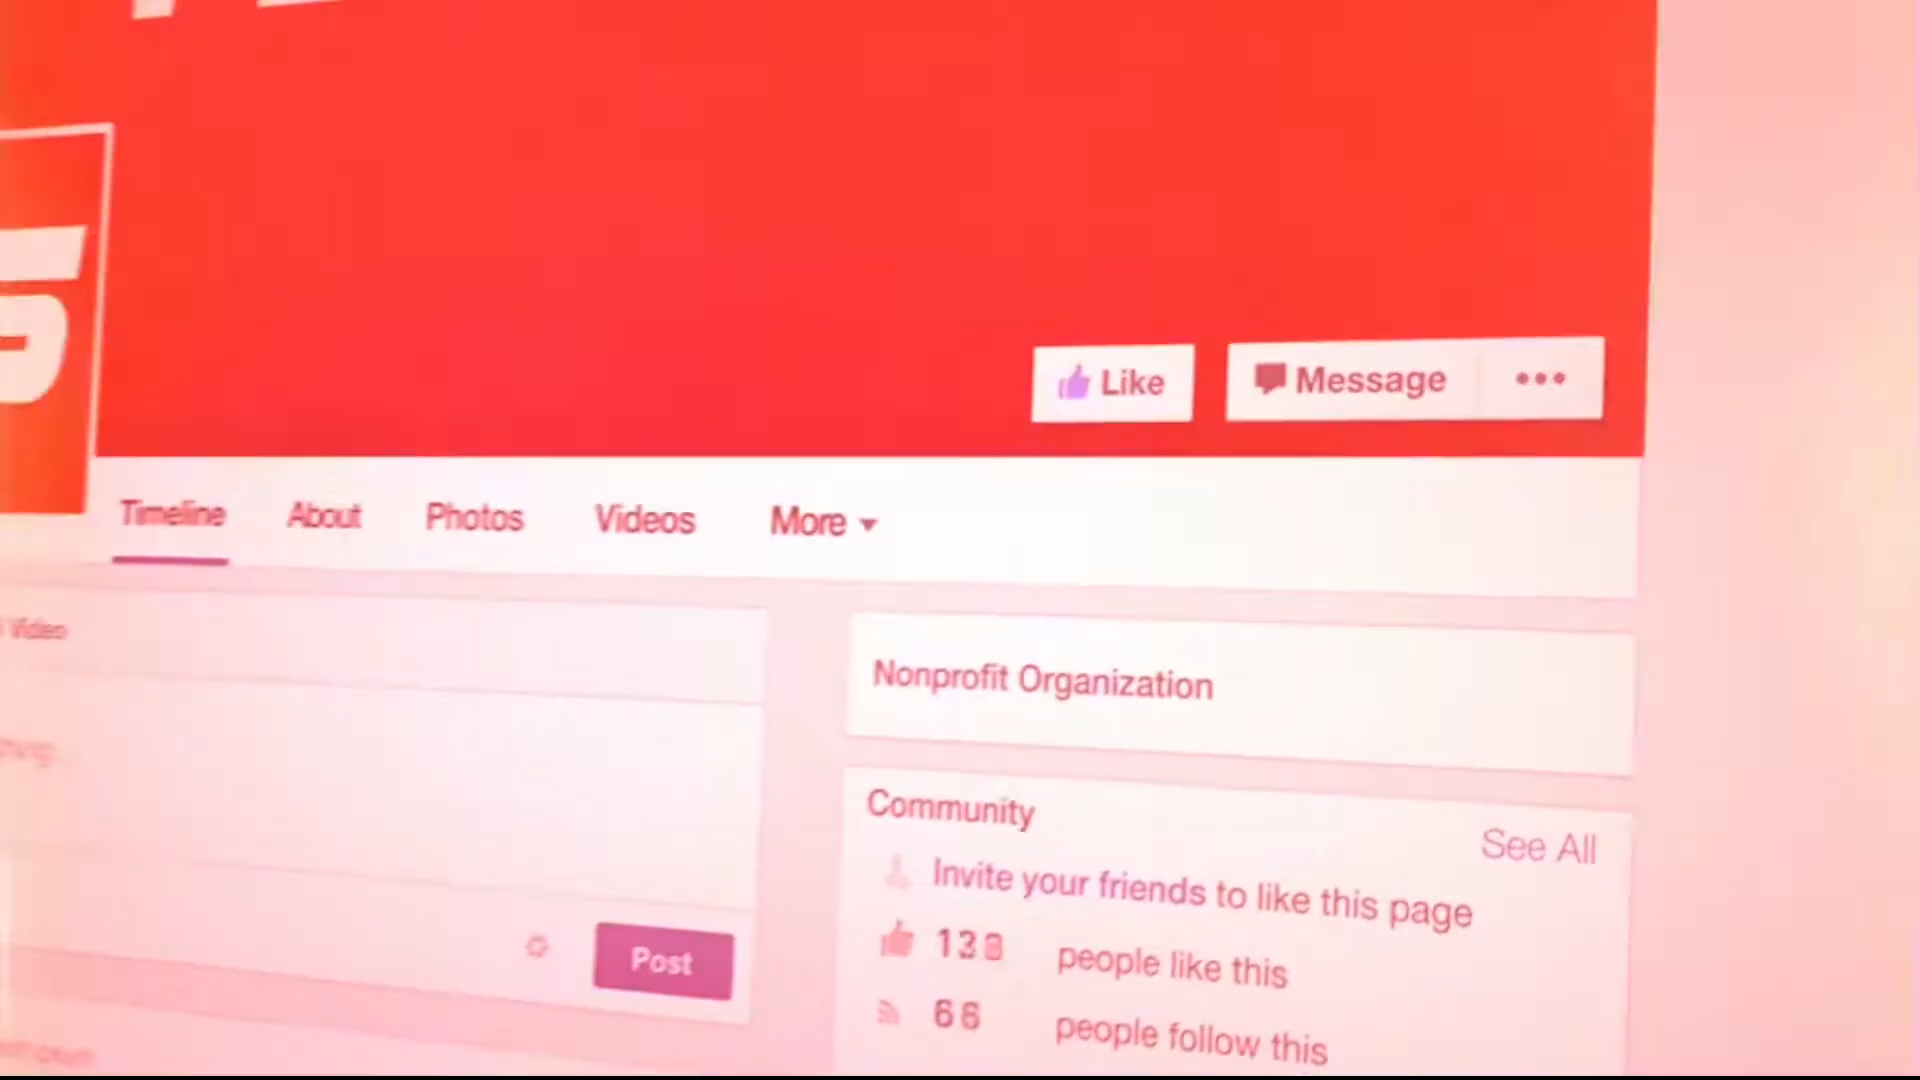 Like
Message
Timeline
About
Photos
Videos
More
Video
Nonprofit Organization
Community
See All
Invite your friends to like this page
people like this
66
people follow this
Post